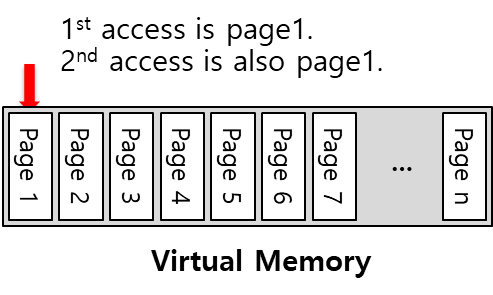 1st access is page1.
2nd access is also page1.
Page 1
Page 2
Page 3
Page 4
Page 5
Page 6
Page 7
...
Page n
Virtual Memory